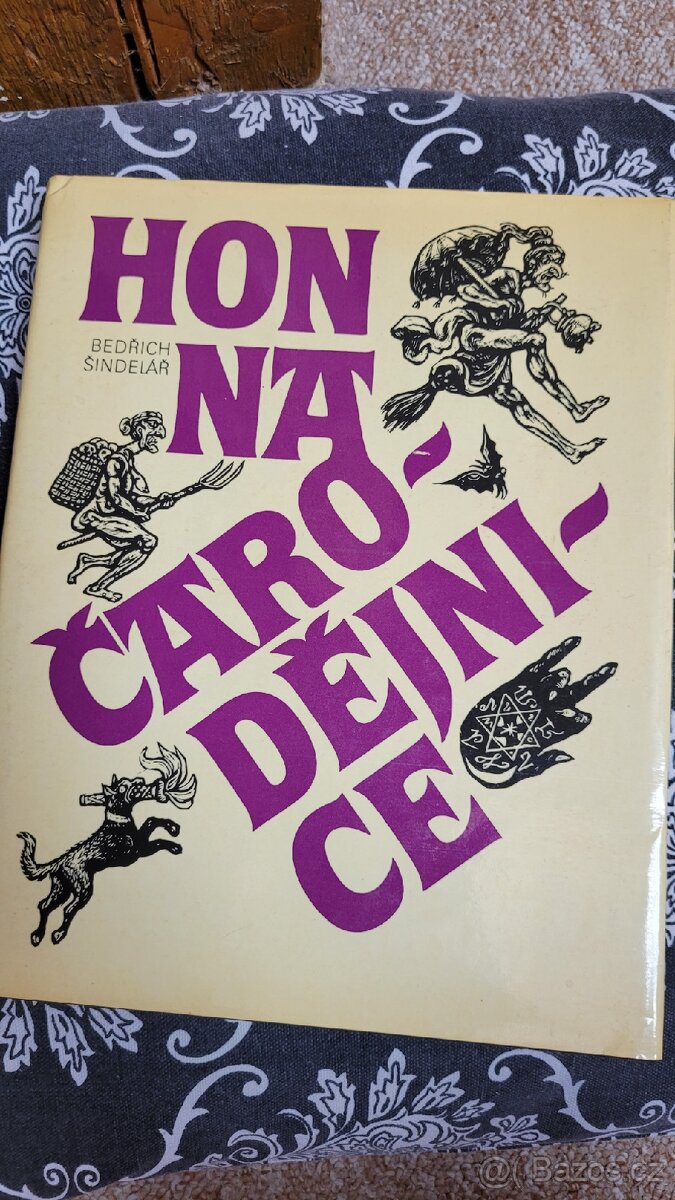 HON
BEDŘICH
ŠINDELÁŘ
NA
ČARO-
DĚJNI-
CE
Bazos.cz